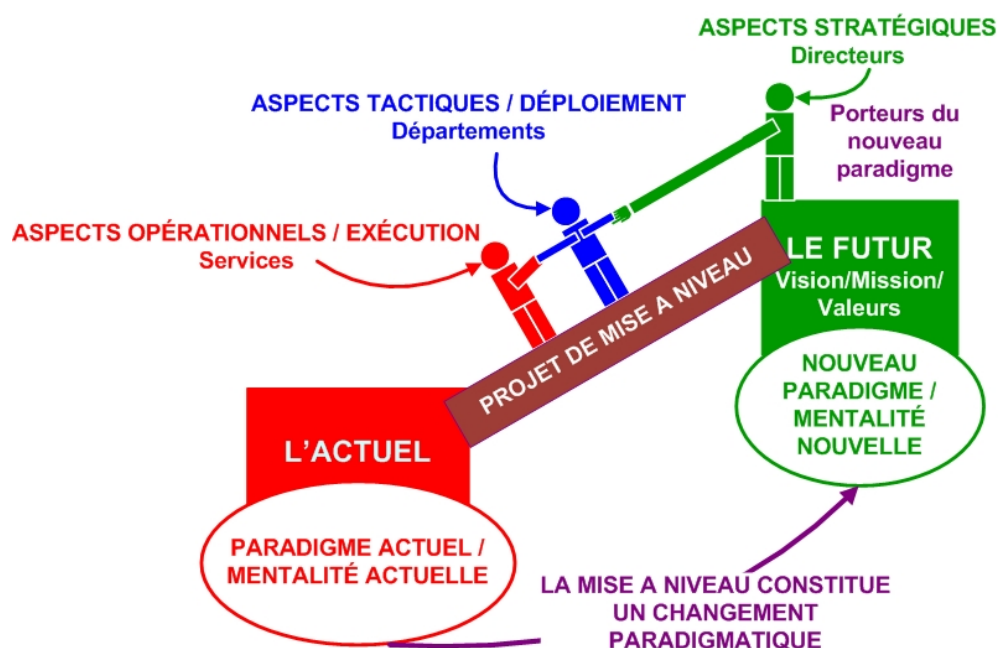 ASPECTS STRATÉGIQUES
Directeurs
ASPECTS TACTIQUES / DÉPLOIEMENT
Départements
Porteurs du
nouveau
paradigme
ASPECTS OPÉRATIONNELS / EXÉCUTION
Services
LE FUTUR
Vision/Mission/
Valeurs
PROJET DE MISE A NIVEAU
NOUVEAU
PARADIGME /
MENTALITÉ
NOUVELLE
L’ACTUEL
PARADIGME ACTUEL /
MENTALITÉ ACTUELLE
LA MISE A NIVEAU CONSTITUE
UN CHANGEMENT
PARADIGMATIQUE